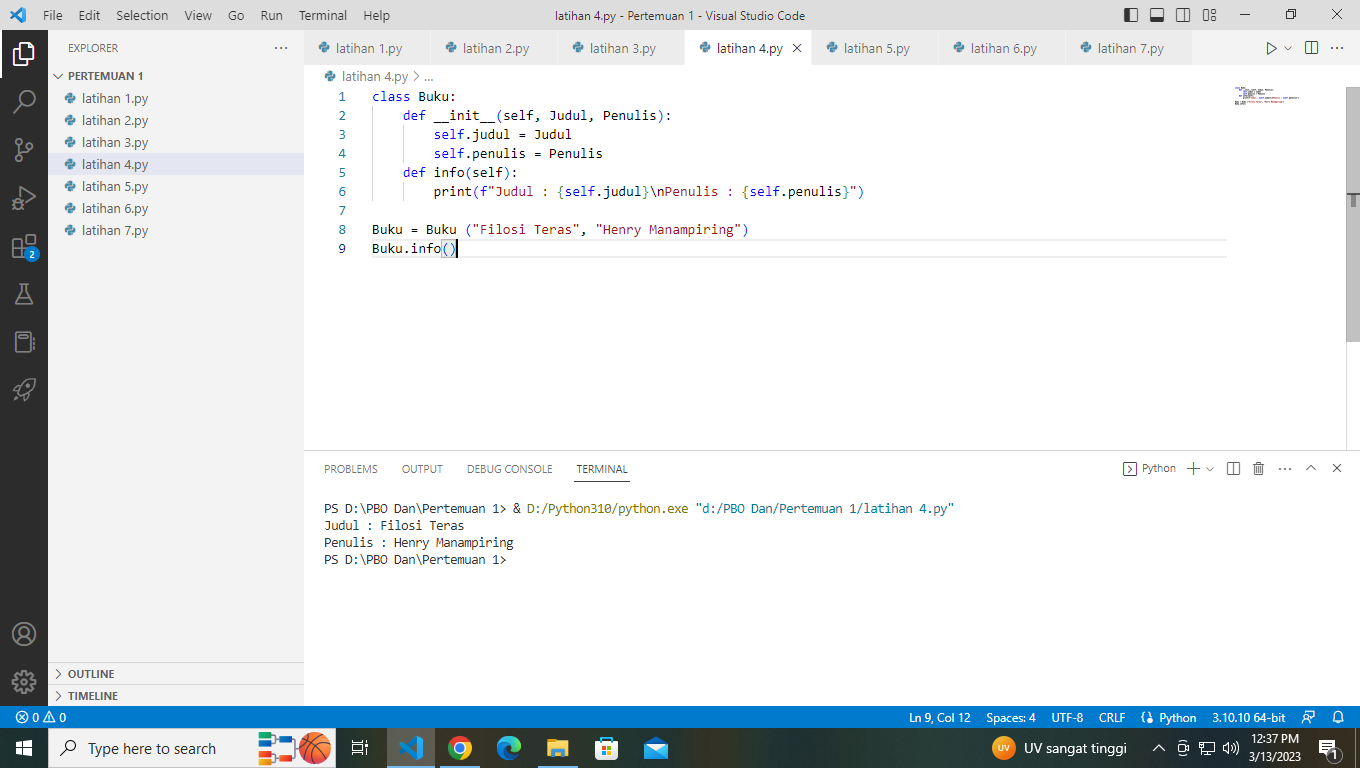 File Edit Selection View Go Run Terminal Help
latihan 4.py - Pertemuan 1 - Visual Studio Code
EXPLORER
PERTEMUAN 1
latihan 1.py
latihan 2.py
latihan 3.py
latihan 4.py
latihan 5.py
latihan 6.py
latihan 7.py
OUTLINE
TIMELINE
2
latihan 1.py latihan 2.py latihan 3.py latihan 4.py latihan 5.py latihan 6.py latihan 7.py
latihan 4.py > ...
1 class Buku:
2 def __init__(self, Judul, Penulis):
3 self.judul = Judul
4 self.penulis = Penulis
5 def info(self):
6 print(f"Judul : {self.judul}\nPenulis : {self.penulis}")
7
8 Buku = Buku ("Filosi Teras", "Henry Manampiring")
9 Buku.info()
PROBLEMS OUTPUT DEBUG CONSOLE TERMINAL
Python
PS D:\PBO Dan\Pertemuan 1> & D:/Python310/python.exe "d:/PBO Dan/Pertemuan 1/latihan 4.py"
Judul : Filosi Teras
Penulis : Henry Manampiring
PS D:\PBO Dan\Pertemuan 1>
0 0
Ln 9, Col 12 Spaces: 4 UTF-8 CRLF Python 3.10.10 64-bit
Type here to search
UV UV sangat tinggi
12:37 PM
3/13/2023
1